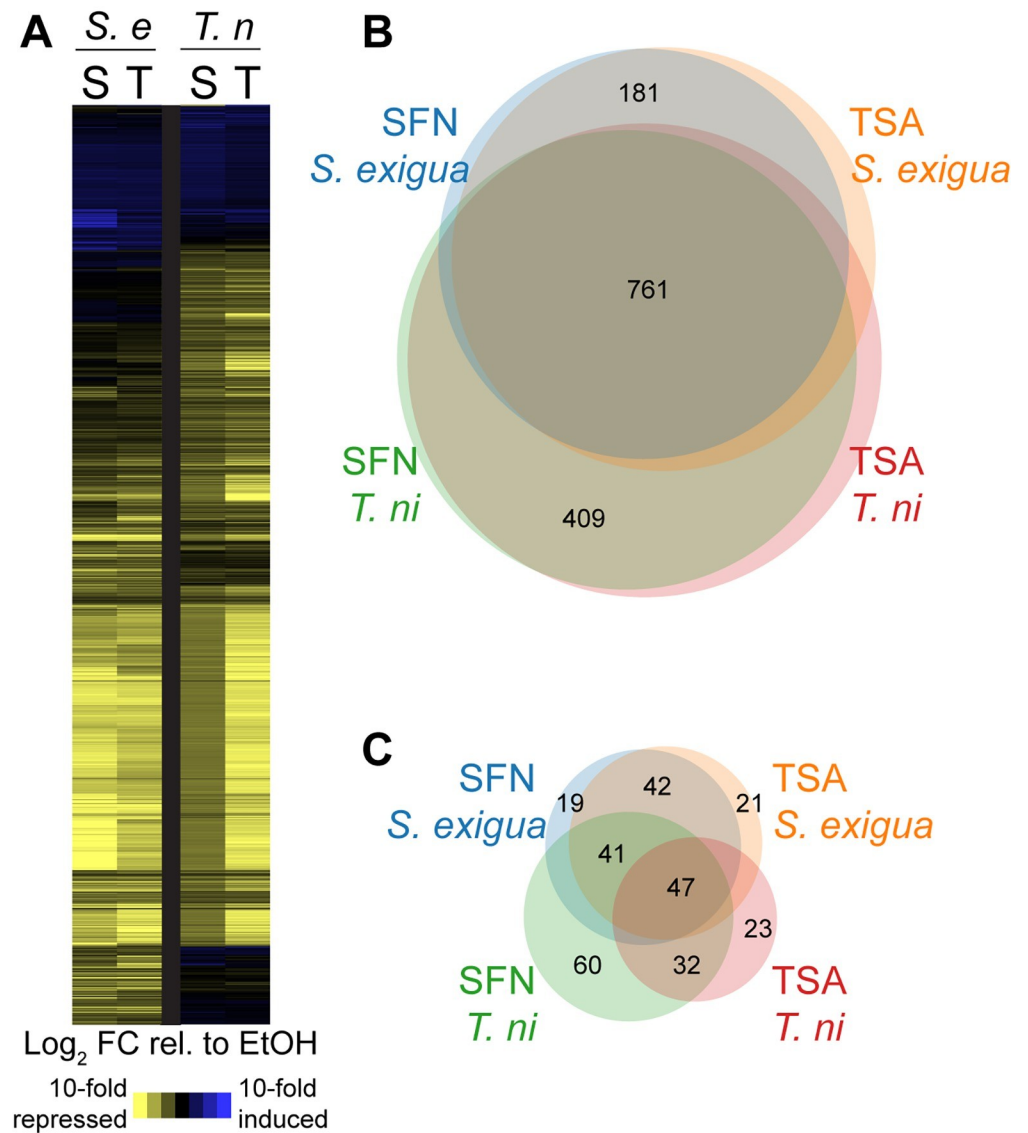 A
S. e T. n
S T S T
Log2 FC rel. to EtOH
10-fold
repressed
10-fold
induced
B
SFN
S. exigua
TSA
S. exigua
181
761
SFN
T. ni
TSA
T. ni
409
C
SFN
S. exigua
TSA
S. exigua
19
42
21
41
47
23
60
32
SFN
T. ni
TSA
T. ni